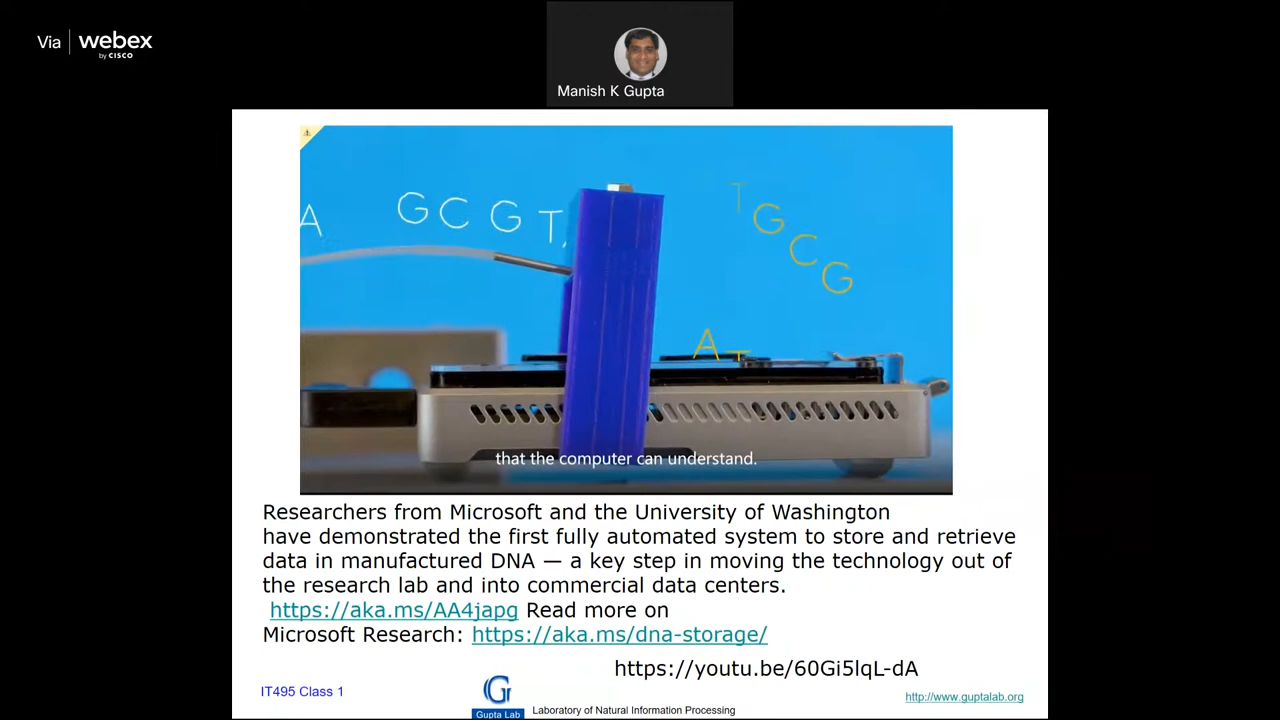 Via webex
by CISCO
Manish K Gupta
A GCGT
TGCG
A T
that the computer can understand.
Researchers from Microsoft and the University of Washington
have demonstrated the first fully automated system to store and retrieve
data in manufactured DNA — a key step in moving the technology out of
the research lab and into commercial data centers.
https://aka.ms/AA4japg Read more on
Microsoft Research: https://aka.ms/dna-storage/
https://youtu.be/60Gi5lqL-dA
IT495 Class 1
Gupta Lab
Laboratory of Natural Information Processing
http://www.guptalab.org